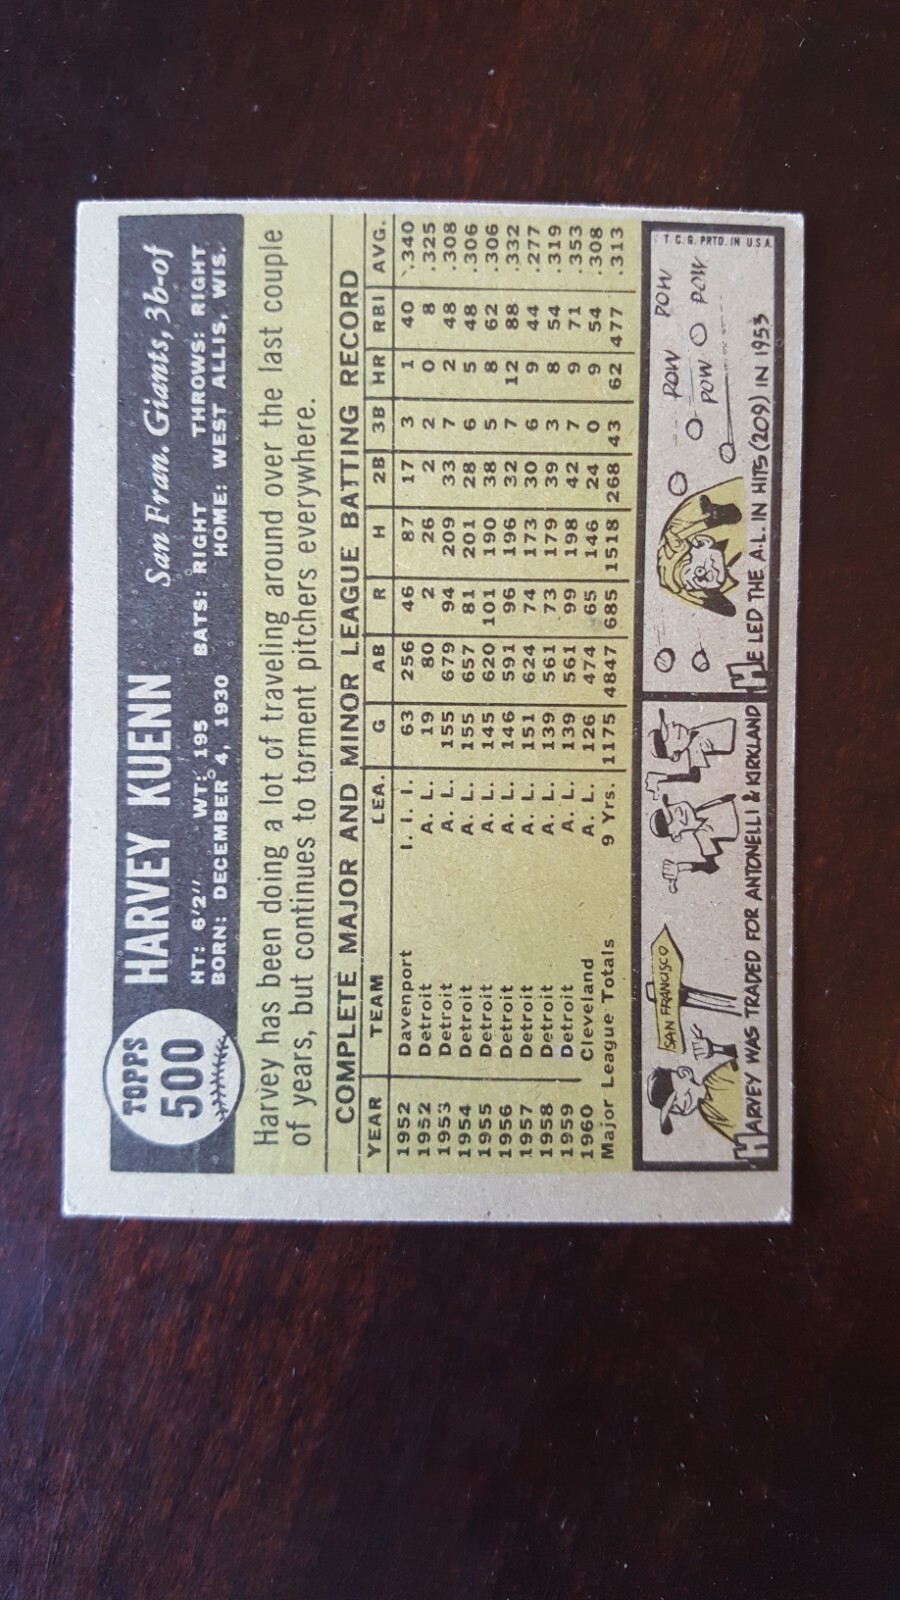 TOPPS
500
HARVEY KUENN San Fran. Giants, 3b-of
HT: 6'2" WT: 195 BATS: RIGHT THROWS: RIGHT
BORN: DECEMBER 4, 1930 HOME: WEST ALLIS, WIS.
Harvey has been doing a lot of traveling around over the last couple
of years, but continues to torment pitchers everywhere.
COMPLETE MAJOR AND MINOR LEAGUE BATTING RECORD
YEAR TEAM LEA. G AB R H 2B 3B HR RBI AVG.
1952 Davenport I. I. I. 63 256 46 87 17 3 1 40 .340
1952 Detroit A. L. 19 80 2 26 2 2 0 8 .325
1953 Detroit A. L. 155 679 94 209 33 7 2 48 .308
1954 Detroit A. L. 155 657 81 201 28 6 5 48 .306
1955 Detroit A. L. 145 620 101 190 38 5 8 62 .306
1956 Detroit A. L. 146 591 96 196 32 7 12 88 .332
1957 Detroit A. L. 151 624 74 173 30 6 9 44 .277
1958 Detroit A. L. 139 561 73 179 39 3 8 54 .319
1959 Detroit A. L. 139 561 99 198 42 7 9 71 .353
1960 Cleveland A. L. 126 474 65 146 24 0 9 54 .308
Major League Totals 9 Yrs. 1175 4847 685 1518 268 43 62 477 .313
SAN FRANCISCO
HARVEY WAS TRADED FOR ANTONELLI & KIRKLAND
T. C. G. PRTD. IN U.S.A.
POW POW
POW POW
HE LED THE A.L. IN HITS (209) IN 1953